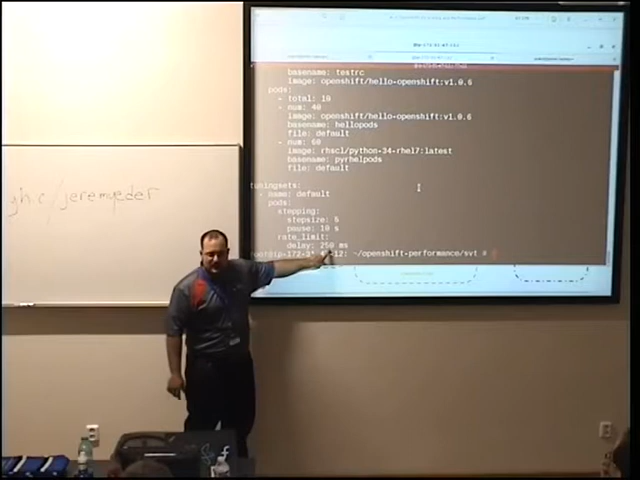 gh.c/jeremyeder
basename: testrc
image: openshift/hello-openshift:v1.0.6
pods:
- total: 10
- num: 40
image: openshift/hello-openshift:v1.0.6
basename: hellopods
file: default
- num: 60
image: rhscl/python-34-rhel7:latest
basename: pyrhelpods
file: default
tuningsets:
- name: default
pods:
stepping:
stepsize: 5
pause: 10 s
rate_limit:
delay: 250 ms
~/openshift-performance/svt #